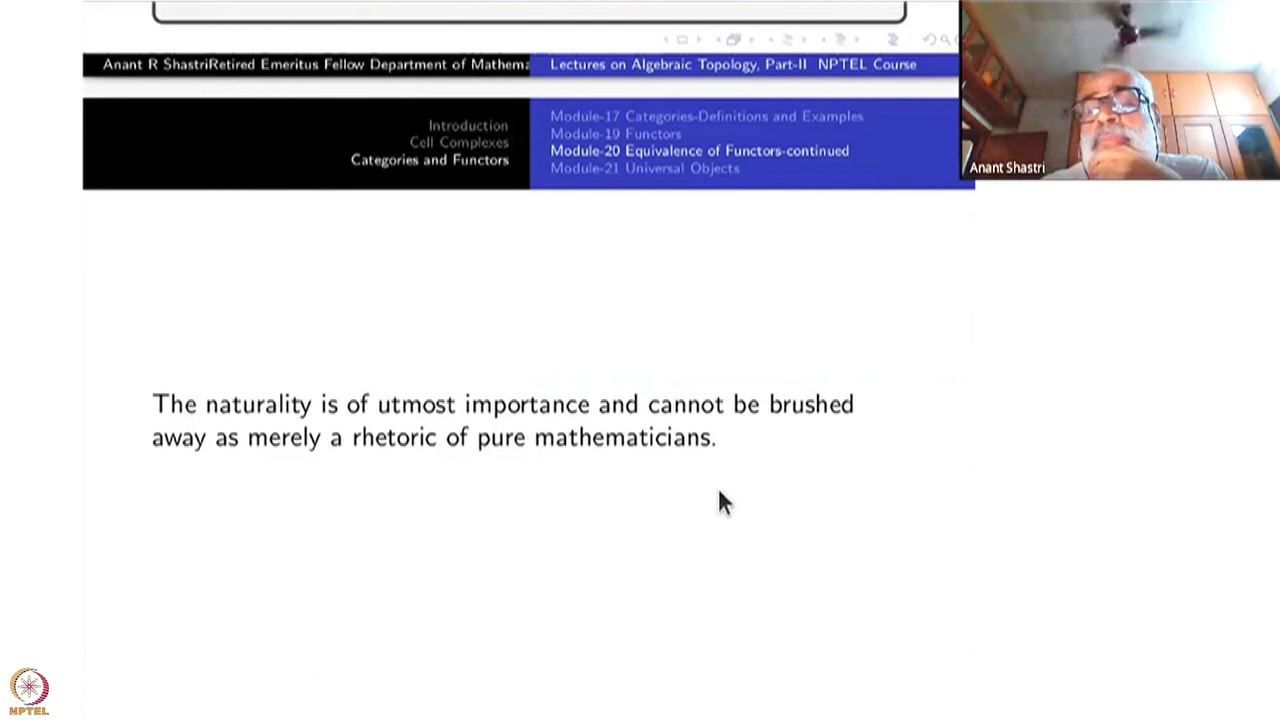 Anant R ShastriRetired Emeritus Fellow Department of Mathema
Lectures on Algebraic Topology, Part-II NPTEL Course
Introduction
Cell Complexes
Categories and Functors
Module-17 Categories-Definitions and Examples
Module-19 Functors
Module-20 Equivalence of Functors-continued
Module-21 Universal Objects
Anant Shastri
The naturality is of utmost importance and cannot be brushed
away as merely a rhetoric of pure mathematicians.
NPTEL